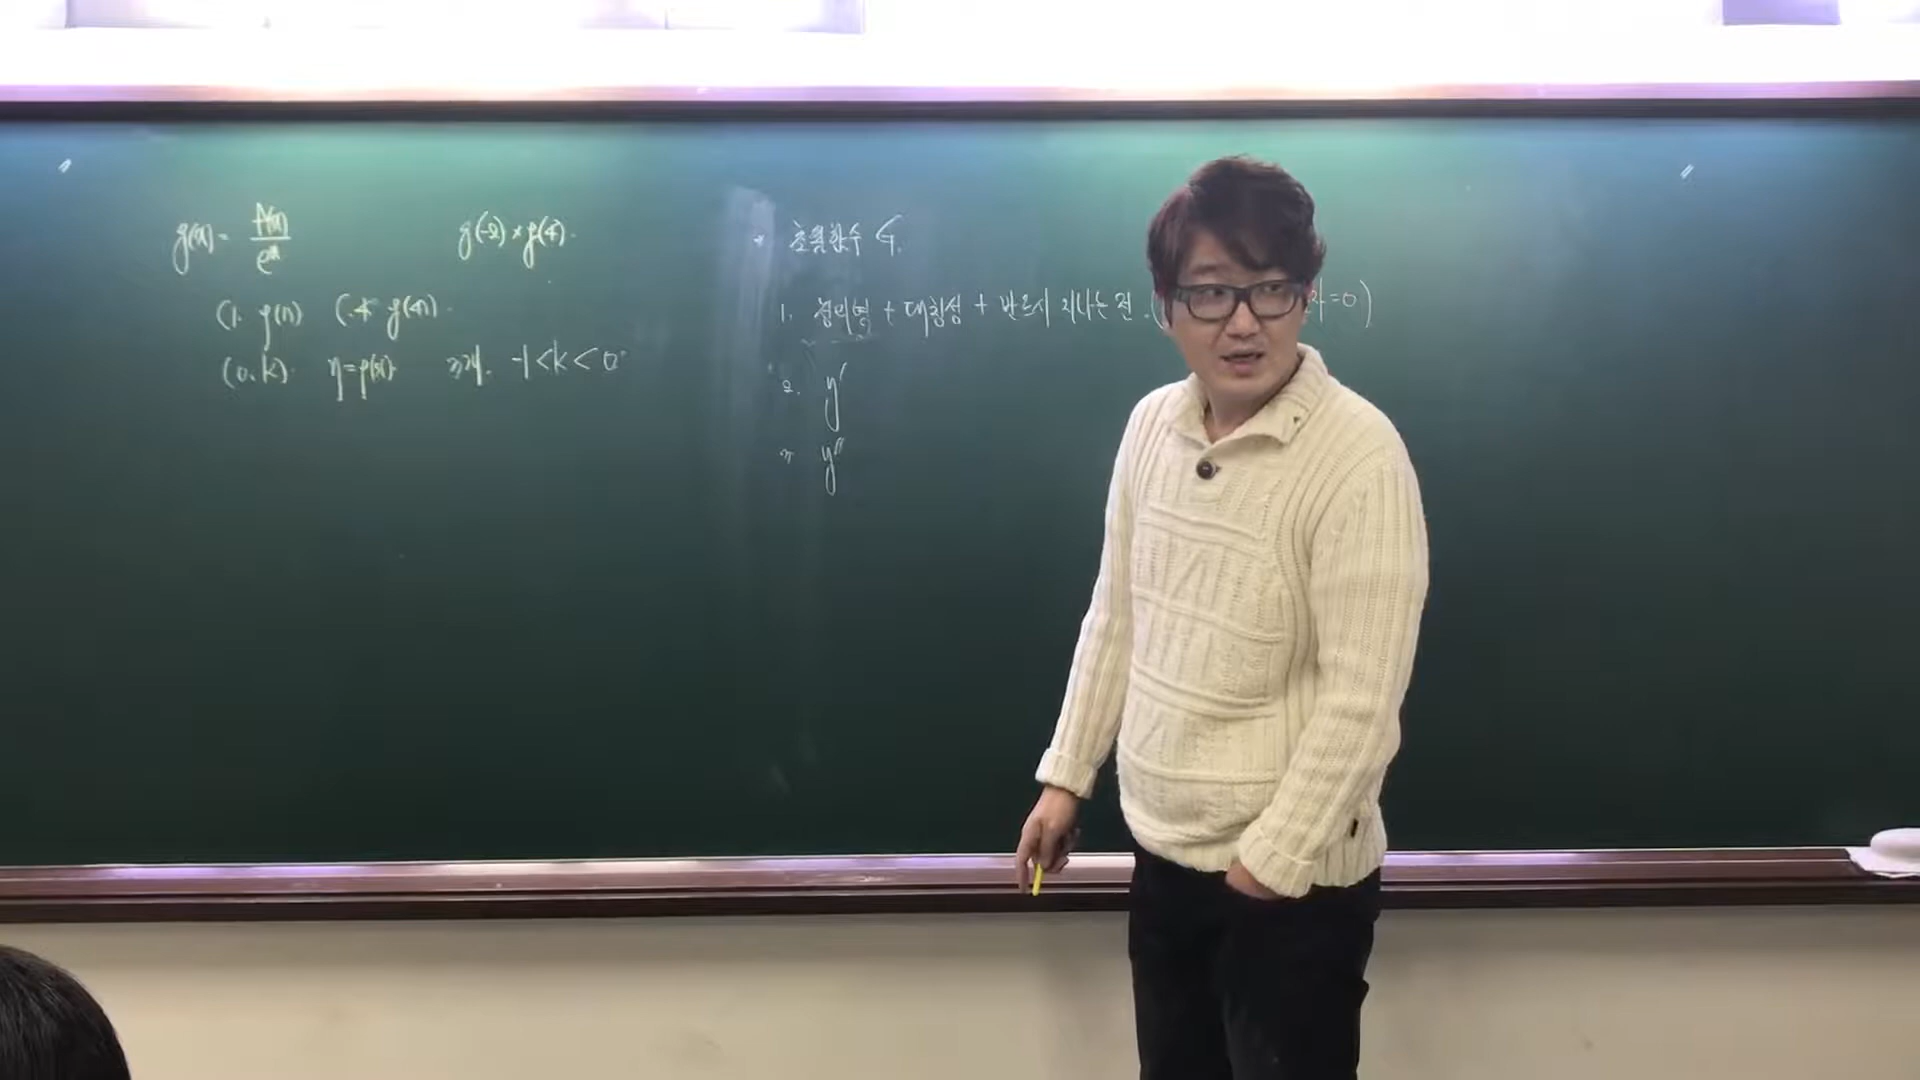 g(x) = f(x)/e^x
g(-2) × g(4).
(1. g(1)) (4. g(4)).
(0. k). y=f(x) 3개. -1<k<0
* 초월함수 G.
1. 정의역 + 대칭성 + 반드시 지나는 점. ( =0)
2. y′
3. y″